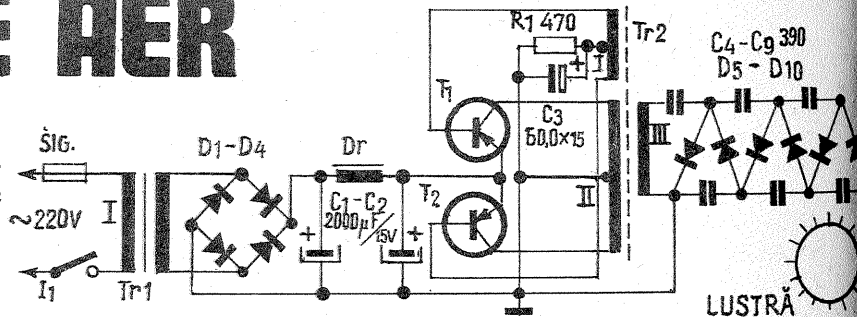 E AER
R1 470
Tr2
C4-C9 390
D5 - D10
I
T1
C3
50,0×15
III
SIG.
D1-D4
Dr
T2
I
~220V
C1-C2
2000µF/15V
II
I1
Tr1
LUSTRĂ